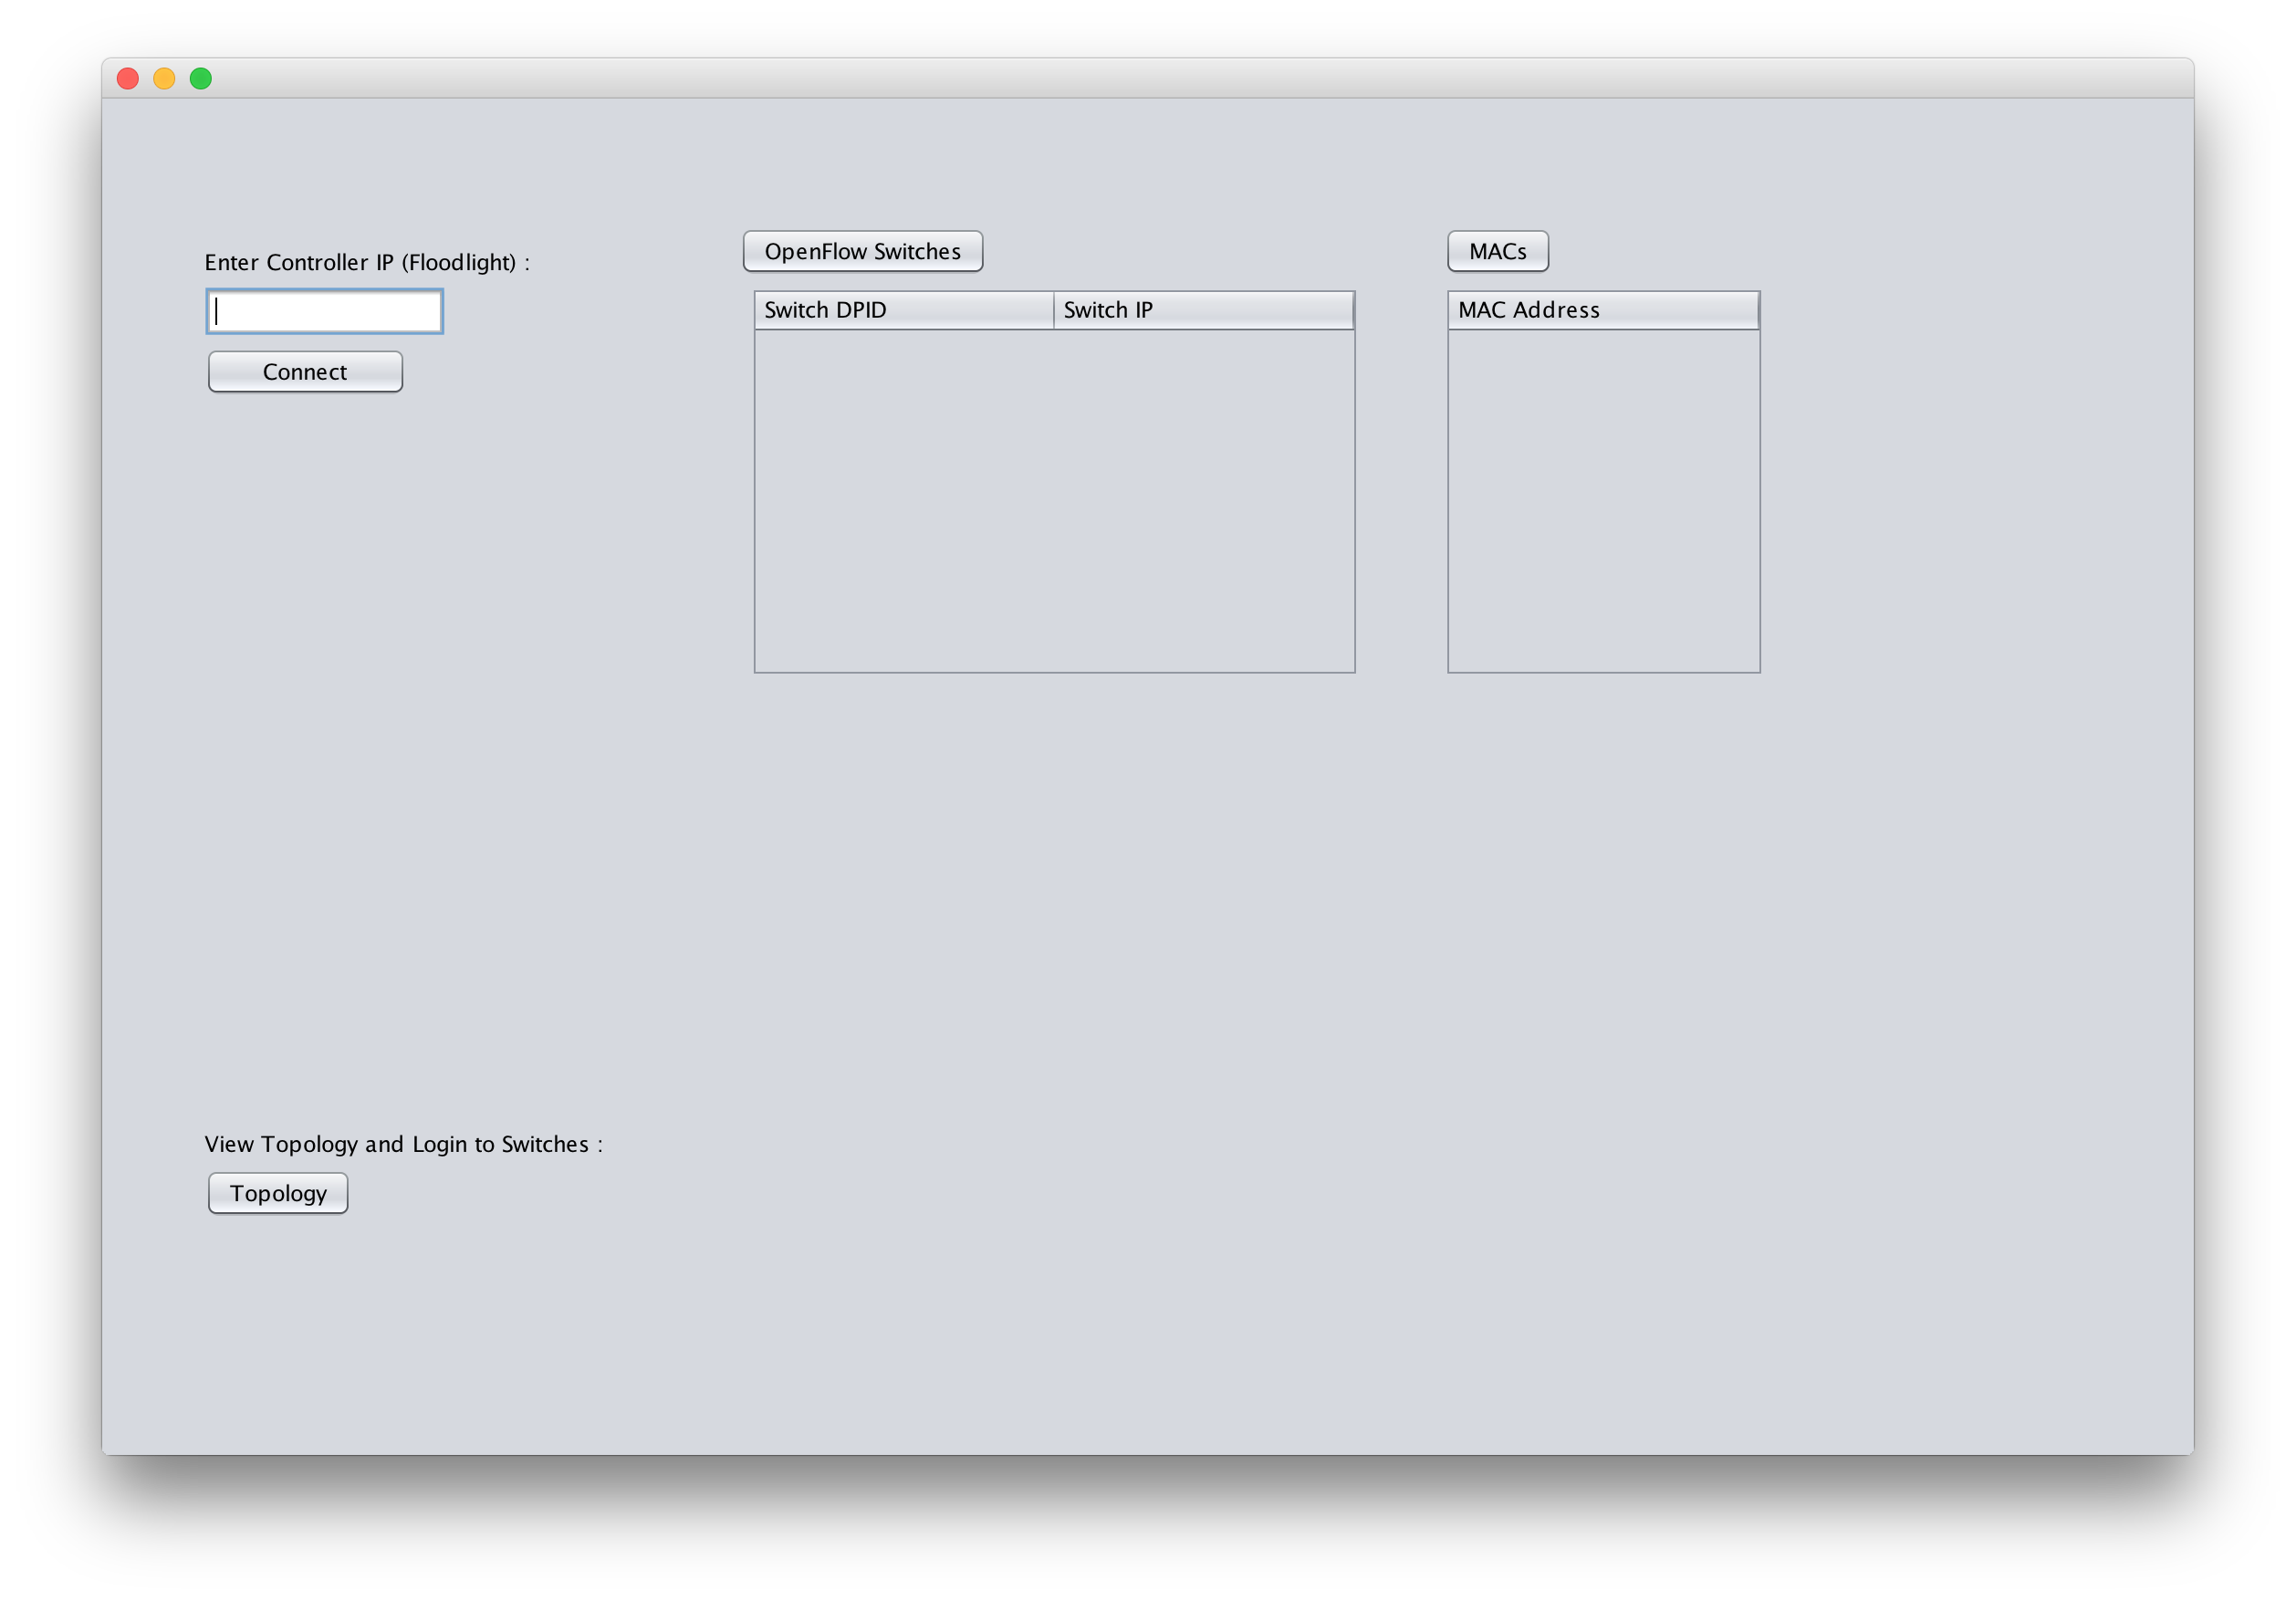 Enter Controller IP (Floodlight) :
Connect
OpenFlow Switches
Switch DPID Switch IP
MACs
MAC Address
View Topology and Login to Switches :
Topology